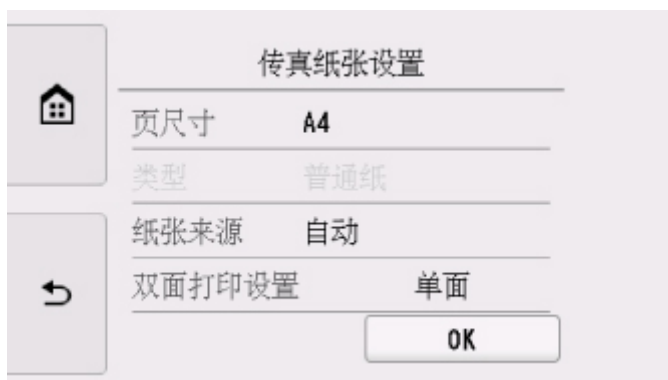 传真纸张设置
页尺寸 A4
类型 普通纸
纸张来源 自动
双面打印设置 单面
OK